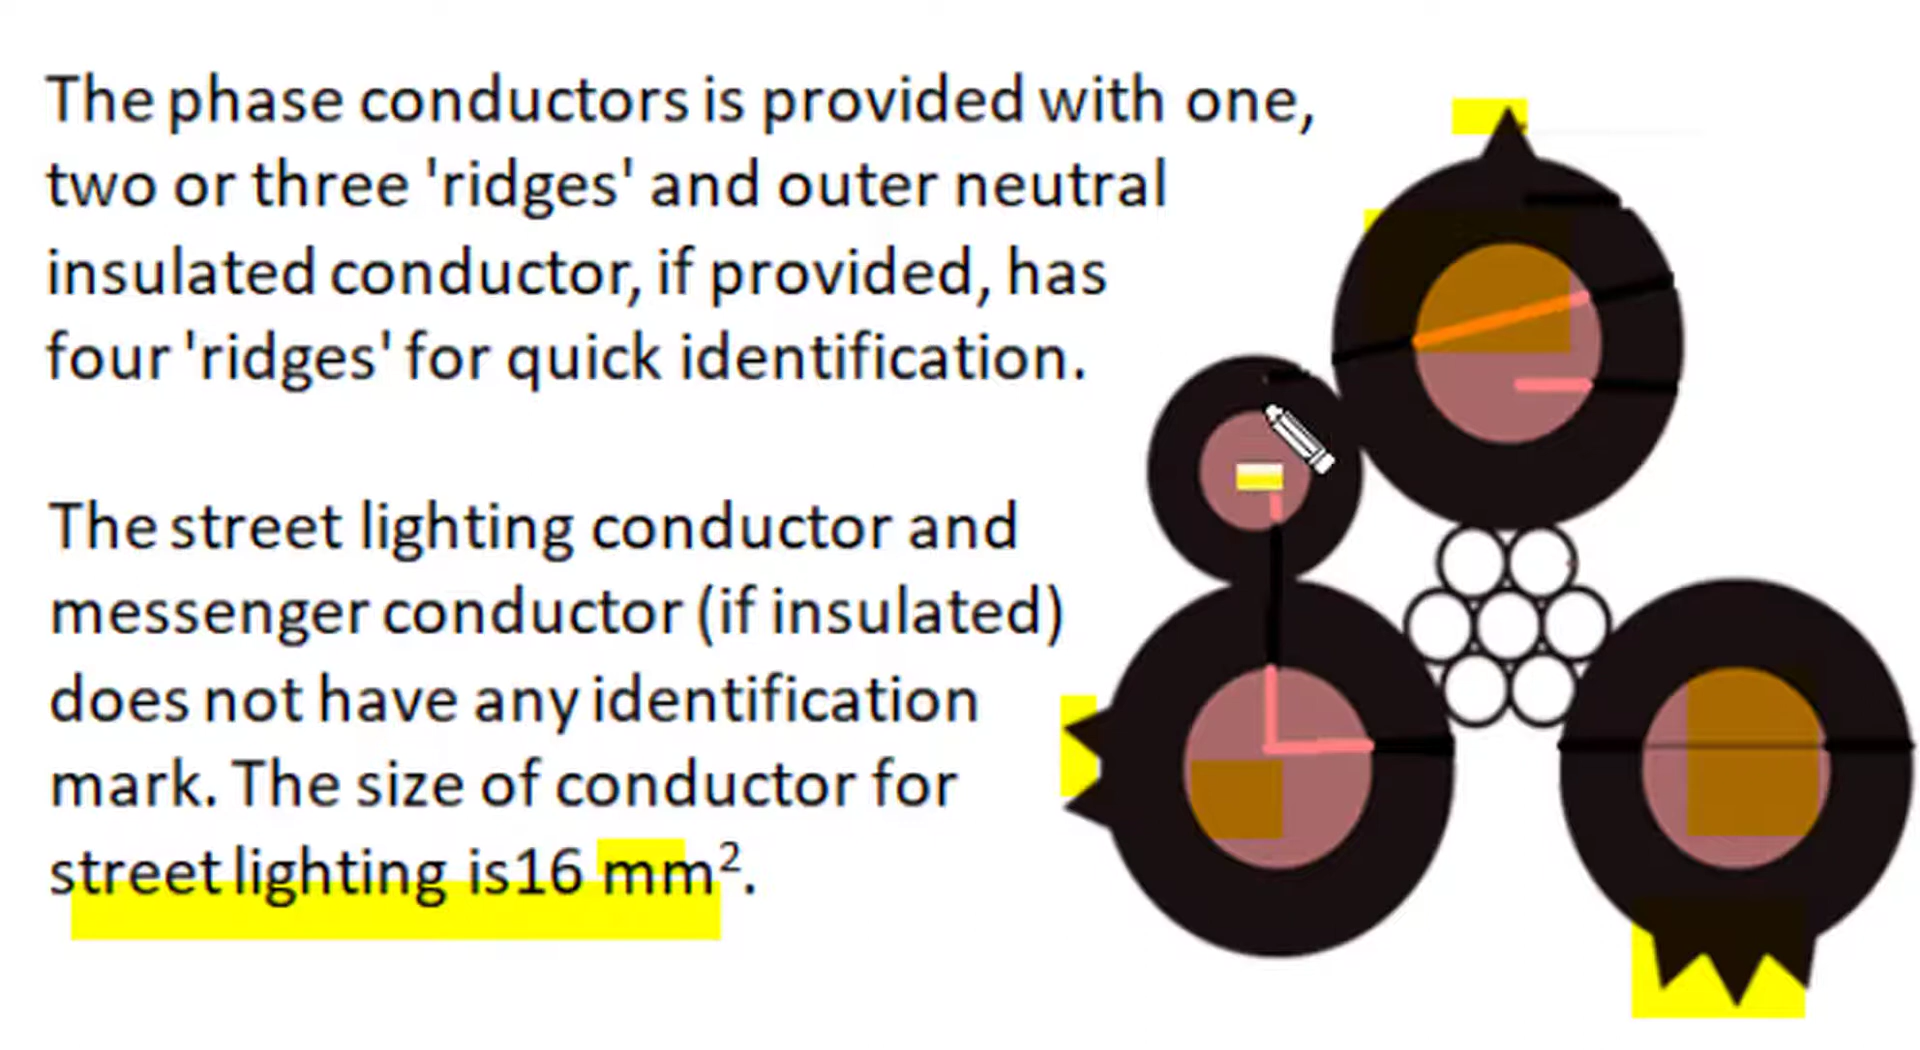 The phase conductors is provided with one,
two or three 'ridges' and outer neutral
insulated conductor, if provided, has
four 'ridges' for quick identification.
The street lighting conductor and
messenger conductor (if insulated)
does not have any identification
mark. The size of conductor for
street lighting is16 mm².